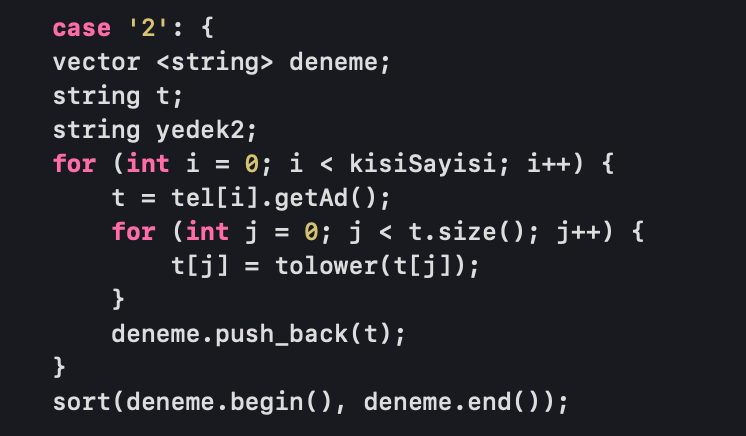 case '2': {
vector <string> deneme;
string t;
string yedek2;
for (int i = 0; i < kisiSayisi; i++) {
    t = tel[i].getAd();
    for (int j = 0; j < t.size(); j++) {
        t[j] = tolower(t[j]);
    }
    deneme.push_back(t);
}
sort(deneme.begin(), deneme.end());